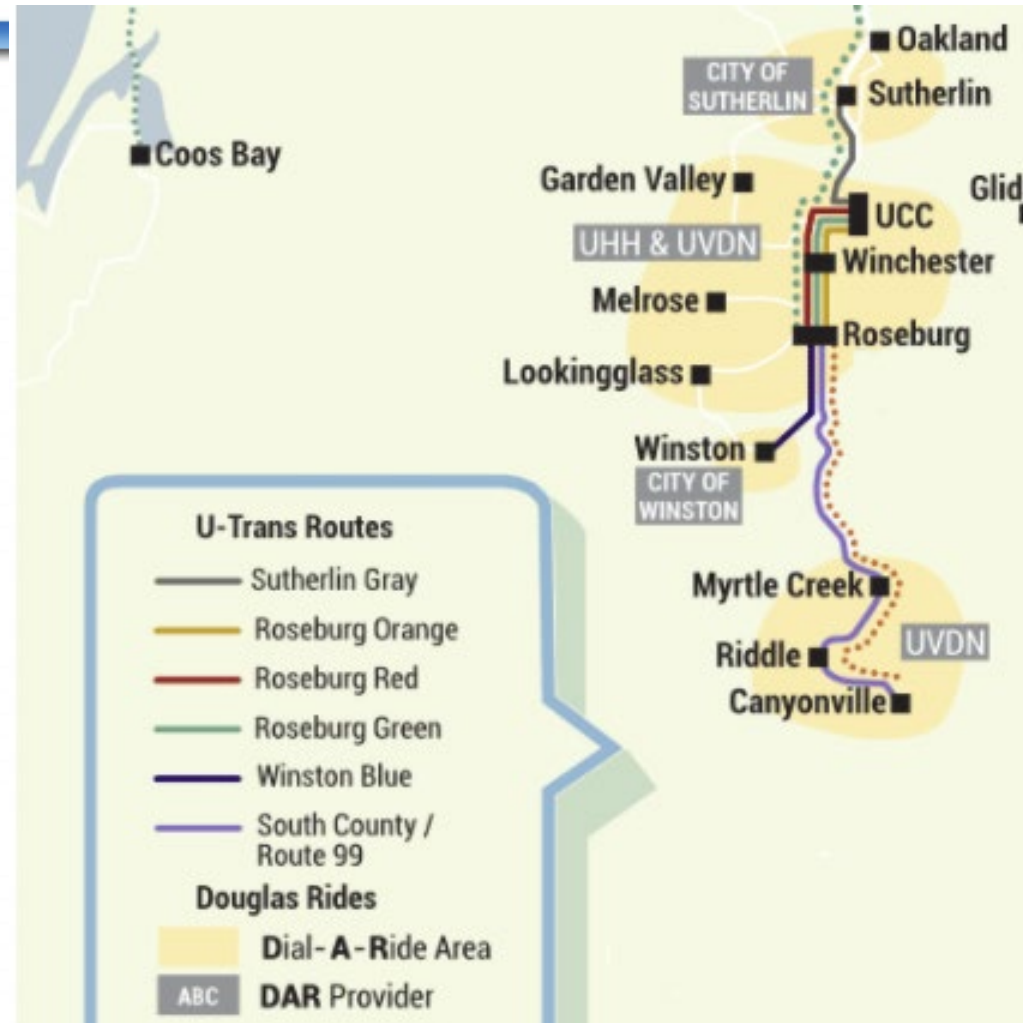 Oakland
CITY OF
SUTHERLIN
Sutherlin
Coos Bay
Garden Valley
Glid
UCC
UHH & UVDN
Winchester
Melrose
Roseburg
Lookingglass
Winston
CITY OF
WINSTON
U-Trans Routes
Sutherlin Gray
Roseburg Orange
Roseburg Red
Roseburg Green
Winston Blue
South County /
Route 99
Douglas Rides
Dial-A-Ride Area
ABC DAR Provider
Myrtle Creek
UVDN
Riddle
Canyonville